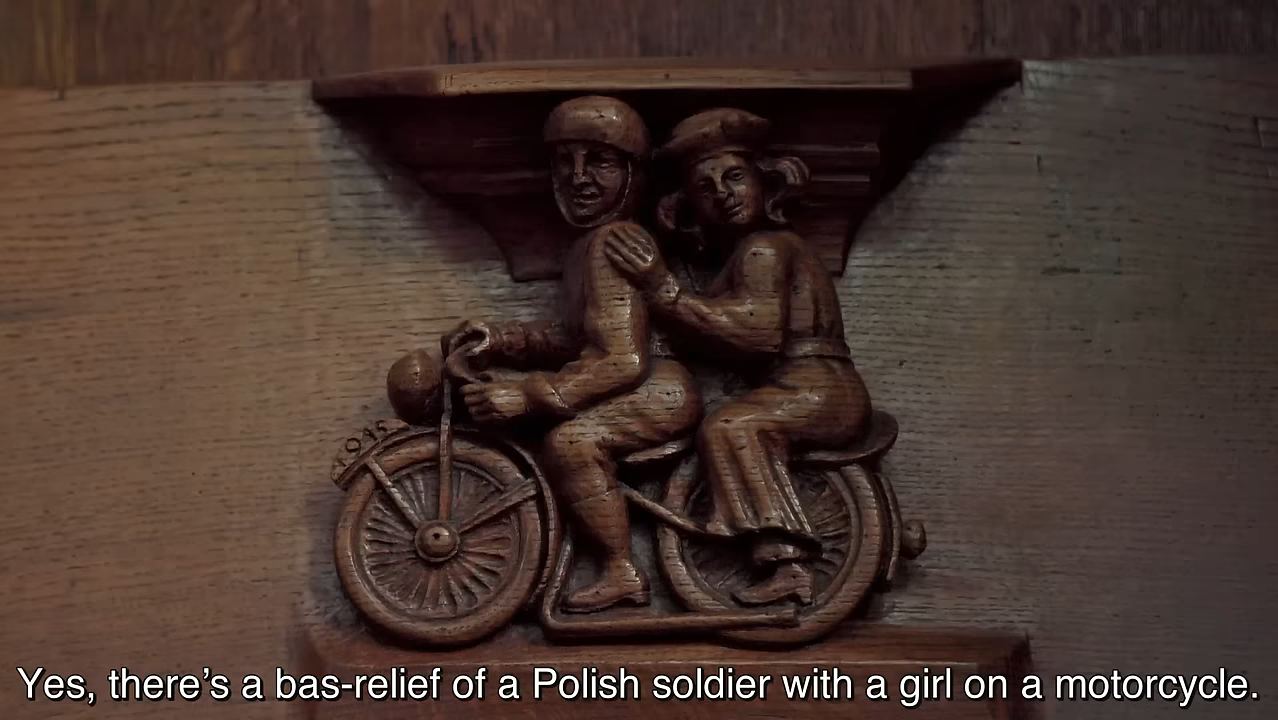 Yes, there’s a bas-relief of a Polish soldier with a girl on a motorcycle.